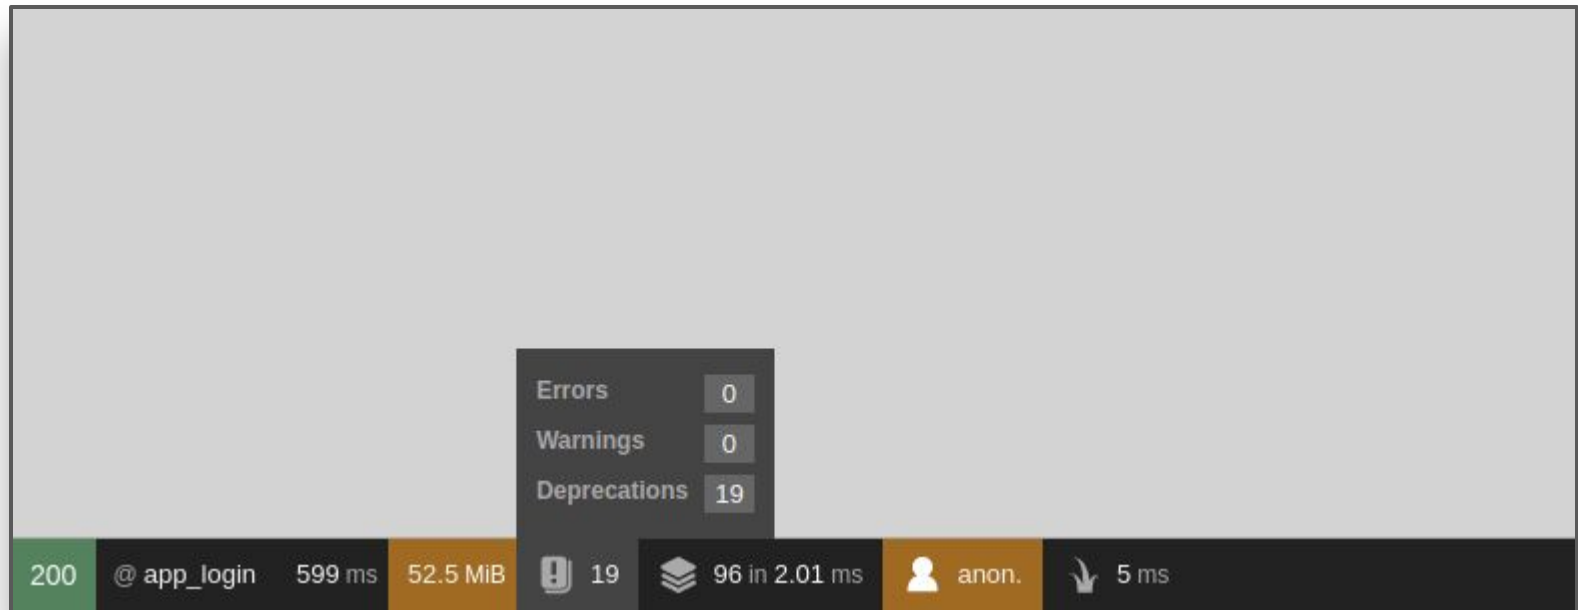 Errors 0
Warnings 0
Deprecations 19
200 @ app_login 599 ms 52.5 MiB 19 96 in 2.01 ms anon. 5 ms